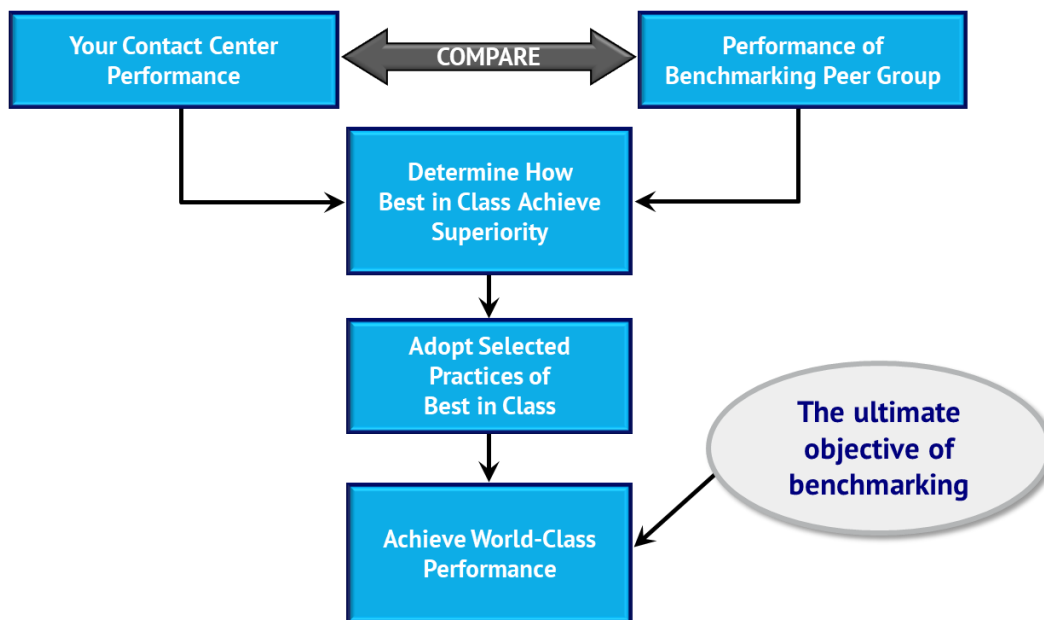 Your Contact Center
Performance
COMPARE
Performance of
Benchmarking Peer Group
Determine How
Best in Class Achieve
Superiority
Adopt Selected
Practices of
Best in Class
The ultimate
objective of
benchmarking
Achieve World-Class
Performance